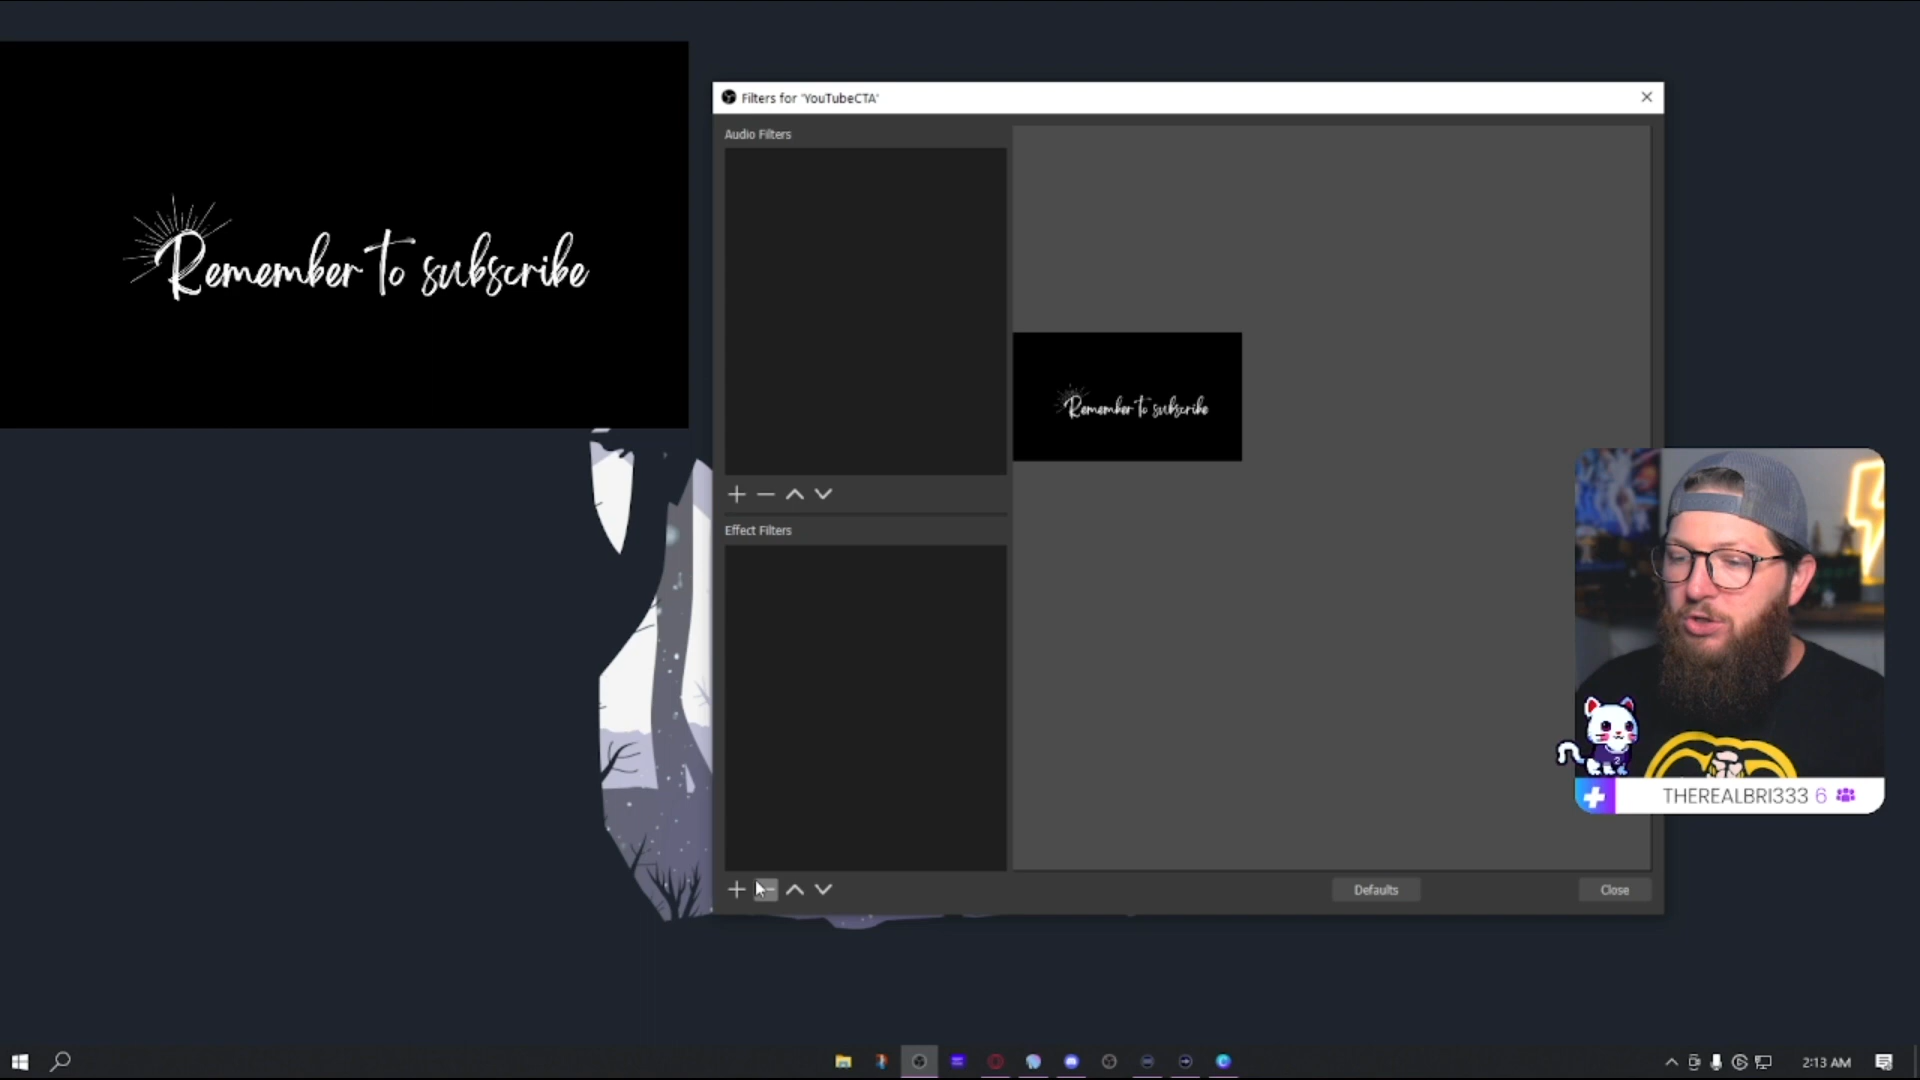 Remember to subscribe
Filters for 'YouTubeCTA'
Audio Filters
Remember to subscribe
Effect Filters
Defaults
Close
THEREALBRI333 6
2:13 AM